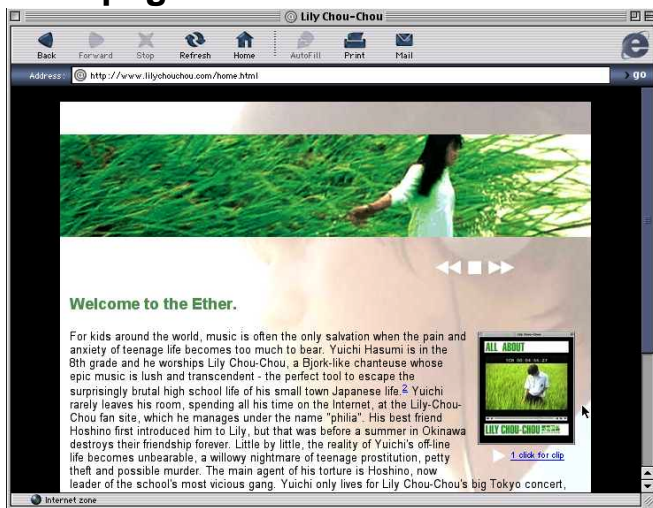 Lily Chou-Chou
Back Forward Stop Refresh Home AutoFill Print Mail
Address: @ http://www.lilychouchou.com/home.html go
Welcome to the Ether.
For kids around the world, music is often the only salvation when the pain and
anxiety of teenage life becomes too much to bear. Yuichi Hasumi is in the
8th grade and he worships Lily Chou-Chou, a Bjork-like chanteuse whose
epic music is lush and transcendent - the perfect tool to escape the
surprisingly brutal high school life of his small town Japanese life.2 Yuichi
rarely leaves his room, spending all his time on the Internet, at the Lily-Chou-
Chou fan site, which he manages under the name "philia". His best friend
Hoshino first introduced him to Lily, but that was before a summer in Okinawa
destroys their friendship forever. Little by little, the reality of Yuichi's off-line
life becomes unbearable, a willowy nightmare of teenage prostitution, petty
theft and possible murder. The main agent of his torture is Hoshino, now
leader of the school's most vicious gang. Yuichi only lives for Lily Chou-Chou's big Tokyo concert,
ALL ABOUT
LILY CHOU-CHOU
1 click for clip
Internet zone